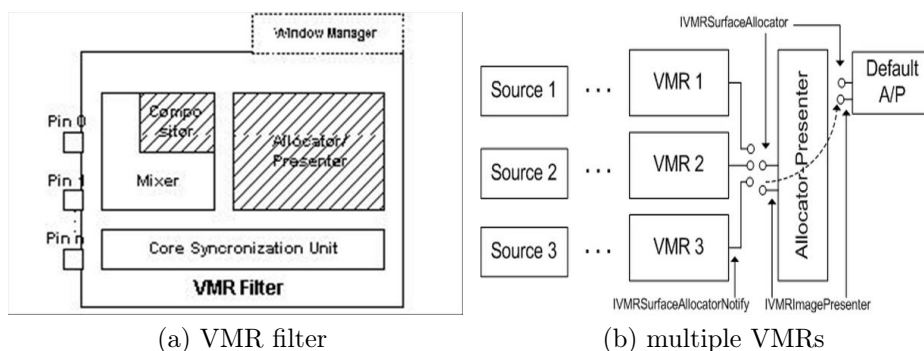 Window Manager
Pin 0
Compo
sitor
Allocator/
Presenter
Pin 1
Mixer
Pin n
Core Syncronization Unit
VMR Filter
(a) VMR filter
IVMRSurfaceAllocator
Source 1
...
VMR 1
Default
A/P
Source 2
...
VMR 2
Allocator-Presenter
Source 3
...
VMR 3
IVMRSurfaceAllocatorNotify
IVMRImagePresenter
(b) multiple VMRs